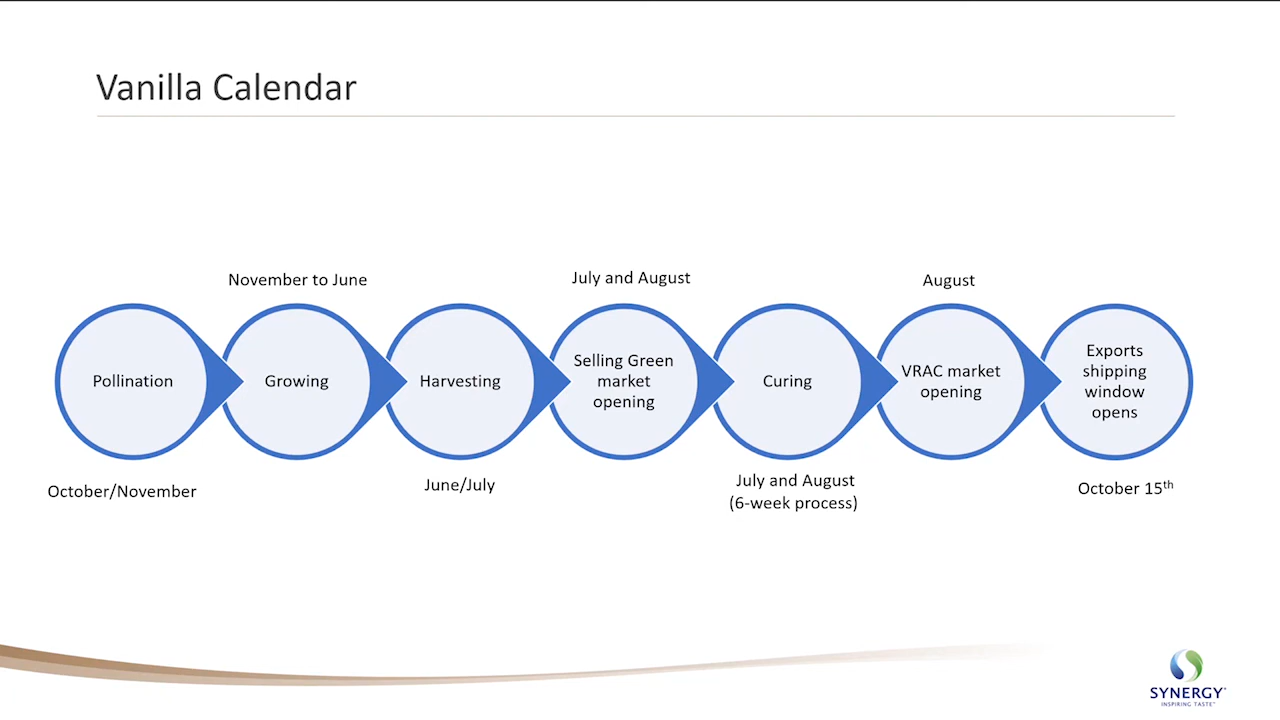 Vanilla Calendar
November to June
July and August
August
Pollination
Growing
Harvesting
Selling Green
market
opening
Curing
VRAC market
opening
Exports
shipping
window
opens
October/November
June/July
July and August
(6-week process)
October 15th
SYNERGY
INSPIRING TASTE